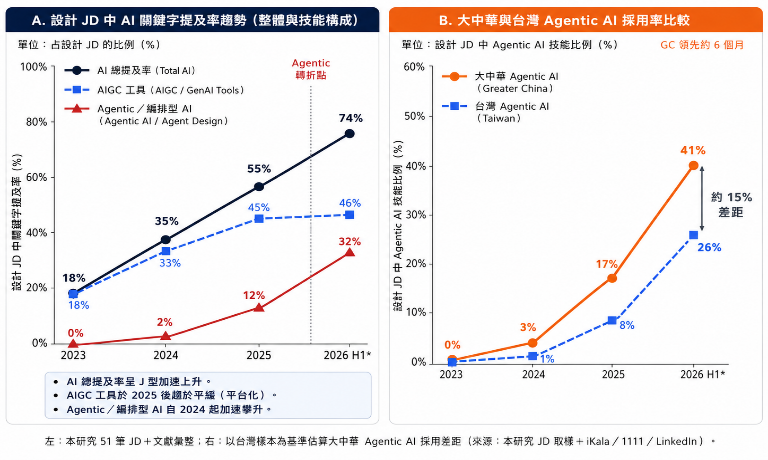 A. 設計 JD 中 AI 關鍵字提及率趨勢（整體與技能構成）
單位：占設計 JD 的比例（%）
設計 JD 中關鍵字提及率（%）
100%
80%
60%
40%
20%
0%
AI 總提及率（Total AI）
AIGC 工具（AIGC / GenAI Tools）
Agentic／編排型 AI
（Agentic AI / Agent Design）
Agentic
轉折點
18%
35%
55%
74%
18%
33%
45%
46%
0%
2%
12%
32%
2023
2024
2025
2026 H1*
• AI 總提及率呈 J 型加速上升。
• AIGC 工具於 2025 後趨於平緩（平台化）。
• Agentic／編排型 AI 自 2024 起加速攀升。
B. 大中華與台灣 Agentic AI 採用率比較
單位：設計 JD 中 Agentic AI 技能比例（%）
GC 領先約 6 個月
設計 JD 中 Agentic AI 技能比例（%）
60%
50%
40%
30%
20%
10%
0%
大中華 Agentic AI
（Greater China）
台灣 Agentic AI
（Taiwan）
0%
3%
17%
41%
1%
8%
26%
約 15%
差距
2023
2024
2025
2026 H1*
左：本研究 51 筆 JD＋文獻彙整；右：以台灣樣本為基準估算大中華 Agentic AI 採用差距（來源：本研究 JD 取樣＋iKala／1111／LinkedIn）。